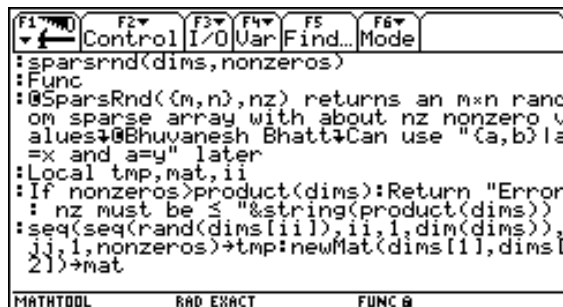 F1 F2 F3 F4 F5 F6
Control I/O Var Find… Mode
:sparsrnd(dims,nonzeros)
:Func
:©SparsRnd({m,n},nz) returns an m×n rand
om sparse array with about nz nonzero v
alues↴©Bhuvanesh Bhatt↴Can use "{a,b}|a
=x and a=y" later
:Local tmp,mat,ii
:If nonzeros>product(dims):Return "Error
: nz must be ≤ "&string(product(dims))
:seq(seq(rand(dims[ii]),ii,1,dim(dims)),
jj,1,nonzeros)→tmp:newMat(dims[1],dims[
2])→mat
MATHTOOL RAD EXACT FUNC